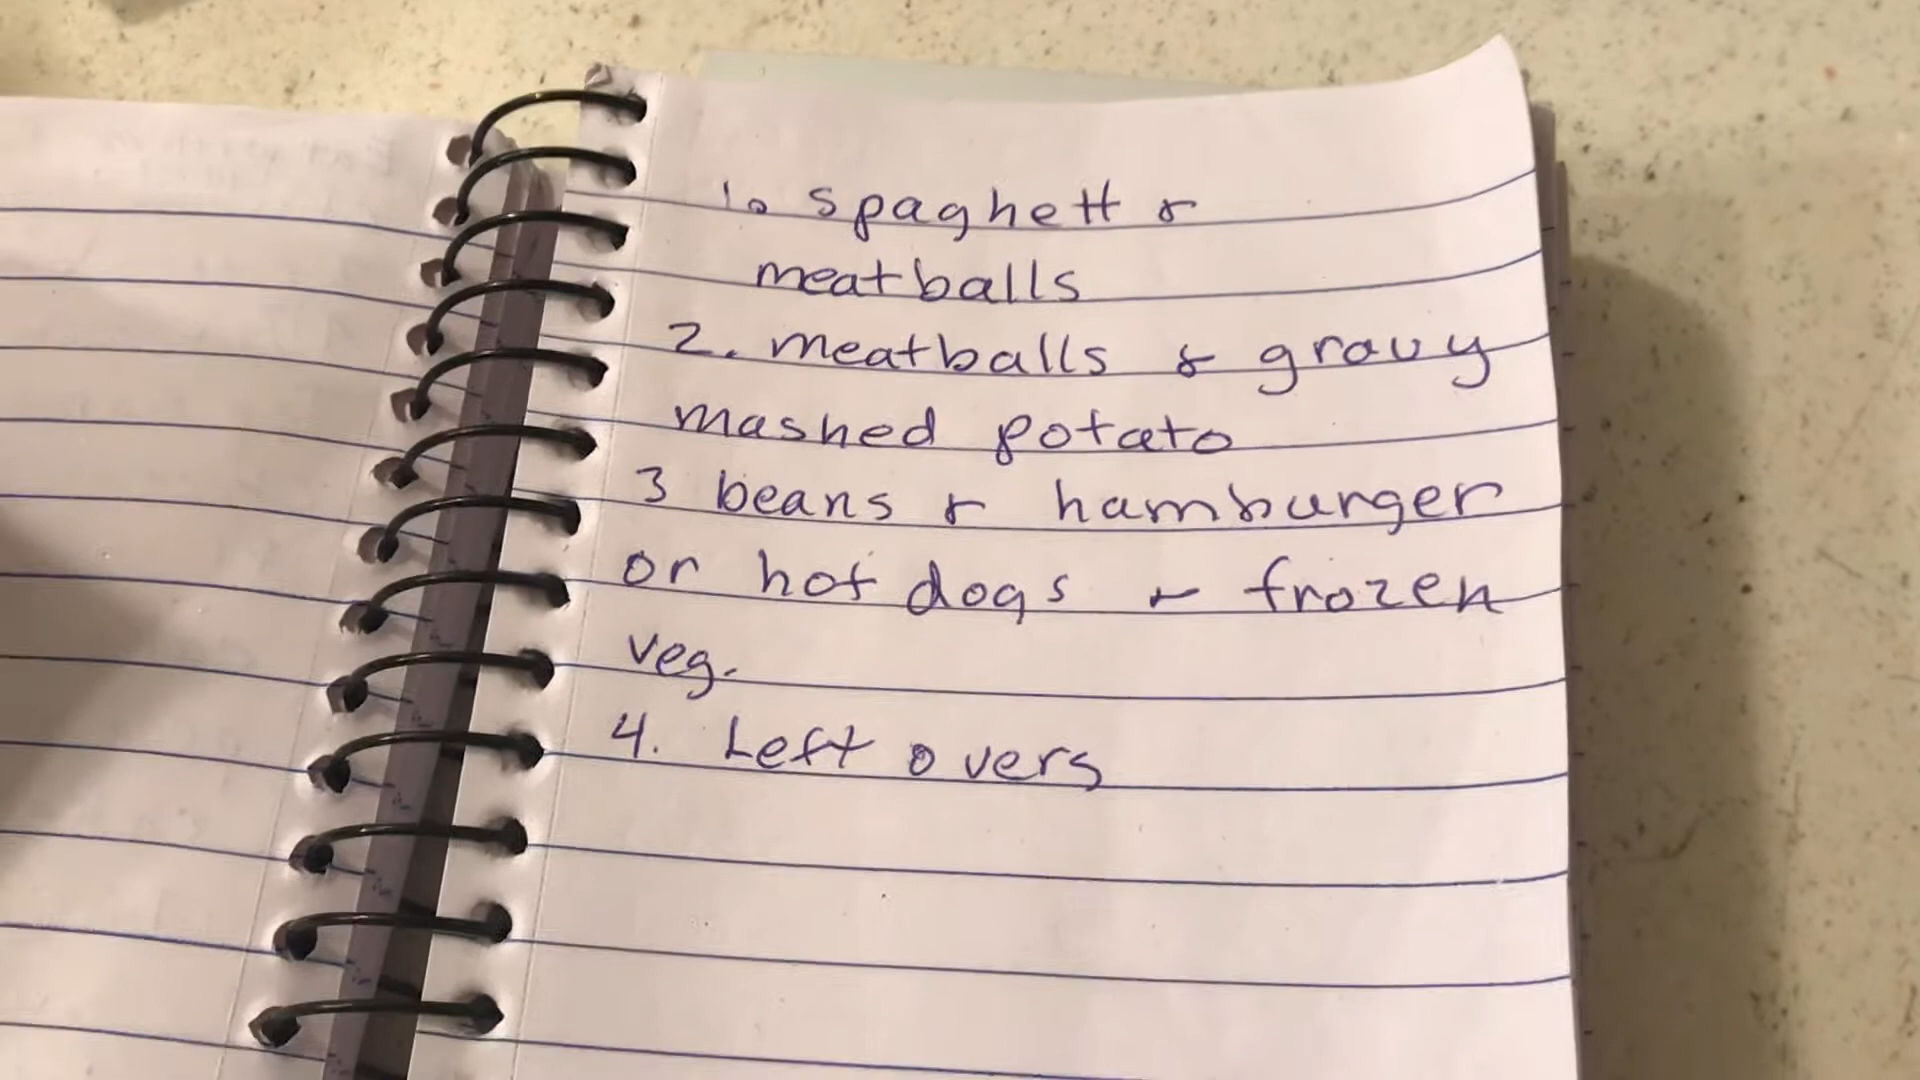 1. spaghett &
meatballs
2. meatballs & gravy
mashed potato
3 beans & hamburger
or hot dogs & frozen
veg.
4. Left overs